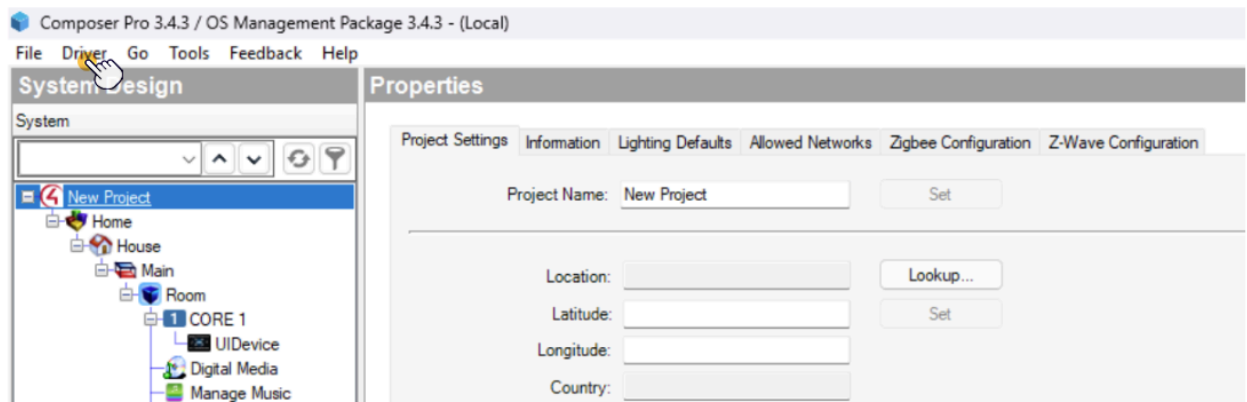 Composer Pro 3.4.3 / OS Management Package 3.4.3 - (Local)
File Driver Go Tools Feedback Help
System Design
Properties
System
Project Settings Information Lighting Defaults Allowed Networks Zigbee Configuration Z-Wave Configuration
New Project
Home
House
Main
Room
1 CORE 1
UIDevice
Digital Media
Manage Music
Project Name: New Project Set
Location: Lookup...
Latitude: Set
Longitude:
Country: